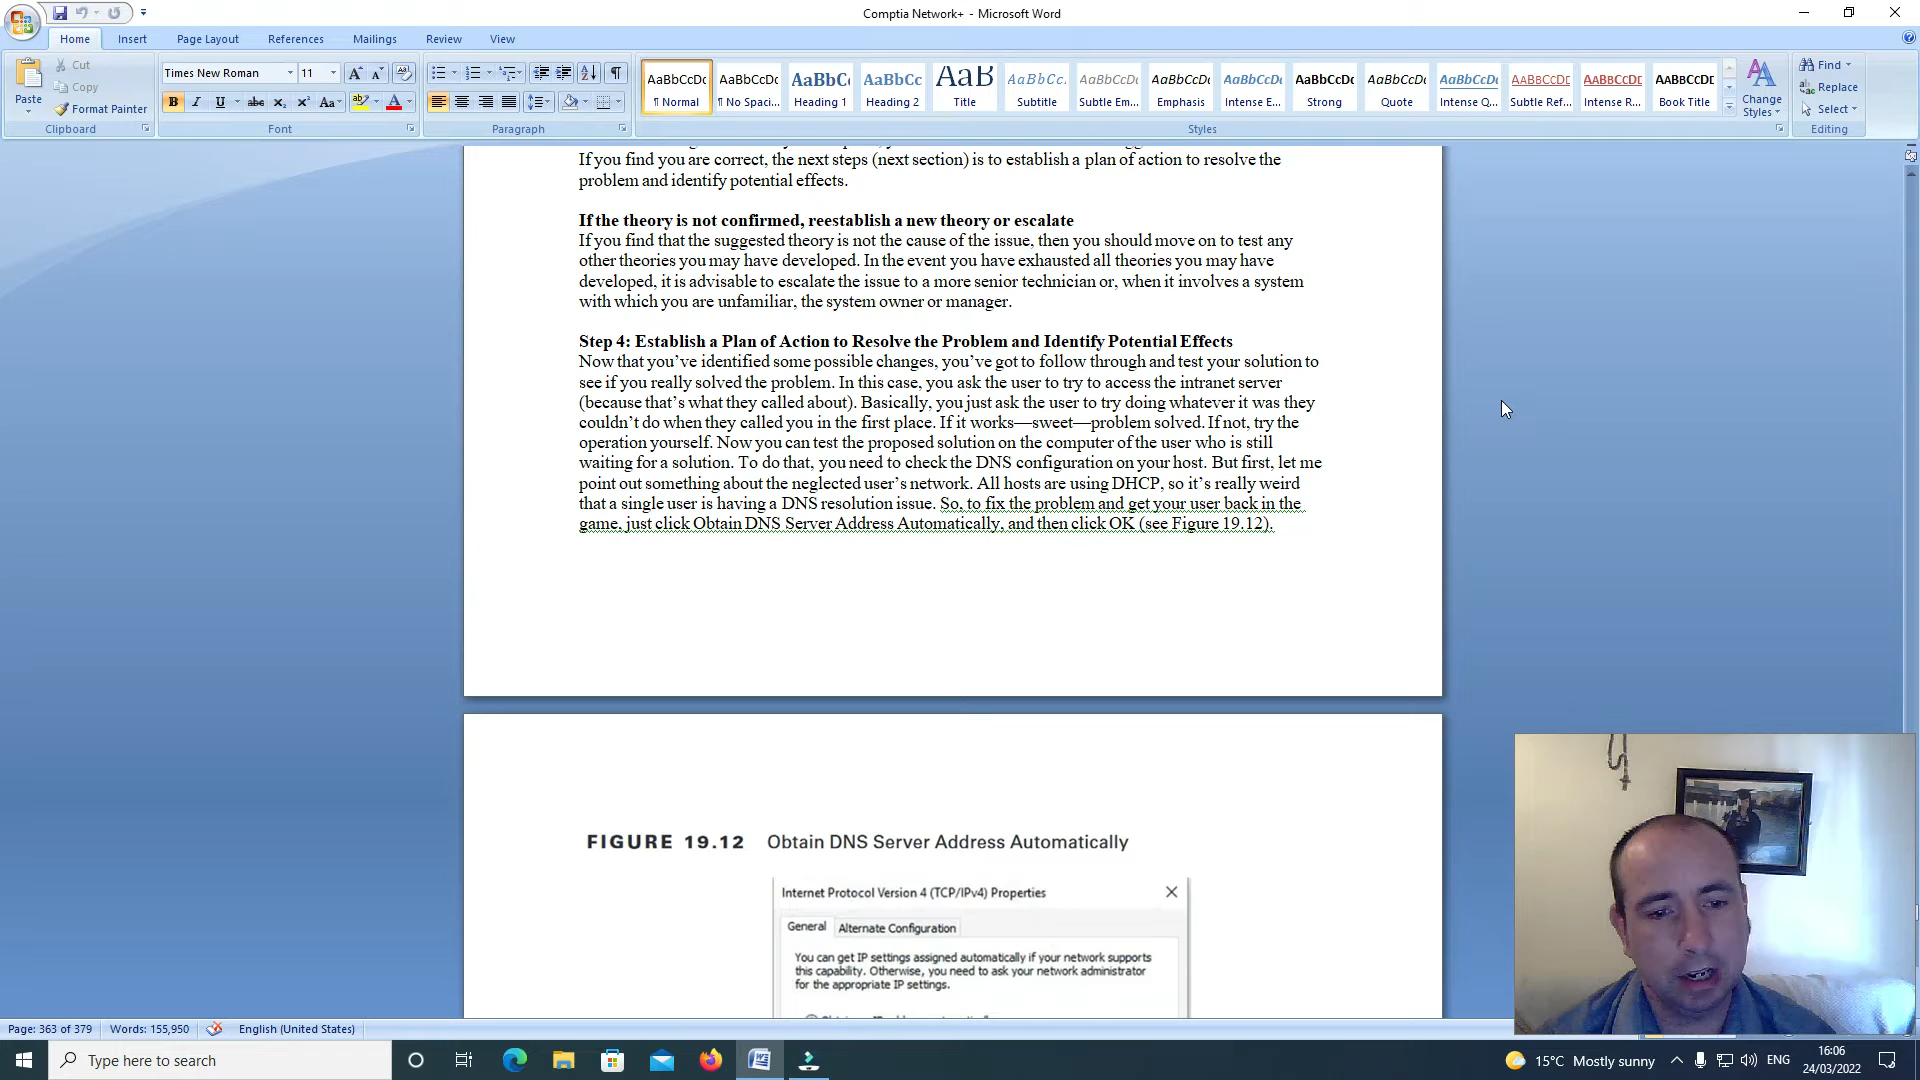 Comptia Network+ - Microsoft Word
Home Insert Page Layout References Mailings Review View
Paste
Cut
Copy
Format Painter
Clipboard
Times New Roman 11
Font
Paragraph
AaBbCcDc AaBbCcDc AaBbC AaBbCc AaB AaBbCc. AaBbCcDc AaBbCcDc AaBbCcDc AaBbCcDc AaBbCcDc AaBbCcDc AABBCCDE AABBCCDE AABBCCDE
¶ Normal ¶ No Spaci... Heading 1 Heading 2 Title Subtitle Subtle Em... Emphasis Intense E... Strong Quote Intense Q... Subtle Ref... Intense R... Book Title
Change
Styles
Styles
Find
Replace
Select
Editing
If you find you are correct, the next steps (next section) is to establish a plan of action to resolve the
problem and identify potential effects.
If the theory is not confirmed, reestablish a new theory or escalate
If you find that the suggested theory is not the cause of the issue, then you should move on to test any
other theories you may have developed. In the event you have exhausted all theories you may have
developed, it is advisable to escalate the issue to a more senior technician or, when it involves a system
with which you are unfamiliar, the system owner or manager.
Step 4: Establish a Plan of Action to Resolve the Problem and Identify Potential Effects
Now that you’ve identified some possible changes, you’ve got to follow through and test your solution to
see if you really solved the problem. In this case, you ask the user to try to access the intranet server
(because that’s what they called about). Basically, you just ask the user to try doing whatever it was they
couldn’t do when they called you in the first place. If it works—sweet—problem solved. If not, try the
operation yourself. Now you can test the proposed solution on the computer of the user who is still
waiting for a solution. To do that, you need to check the DNS configuration on your host. But first, let me
point out something about the neglected user’s network. All hosts are using DHCP, so it’s really weird
that a single user is having a DNS resolution issue. So, to fix the problem and get your user back in the
game, just click Obtain DNS Server Address Automatically, and then click OK (see Figure 19.12).
FIGURE 19.12 Obtain DNS Server Address Automatically
Internet Protocol Version 4 (TCP/IPv4) Properties
General Alternate Configuration
You can get IP settings assigned automatically if your network supports
this capability. Otherwise, you need to ask your network administrator
for the appropriate IP settings.
Page: 363 of 379 Words: 155,950 English (United States)
Type here to search
15°C Mostly sunny
ENG
16:06
24/03/2022